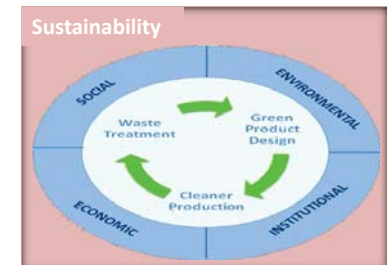 Sustainability
SOCIAL
ENVIRONMENTAL
Waste
Treatment
Green
Product
Design
Cleaner
Production
ECONOMIC
INSTITUTIONAL